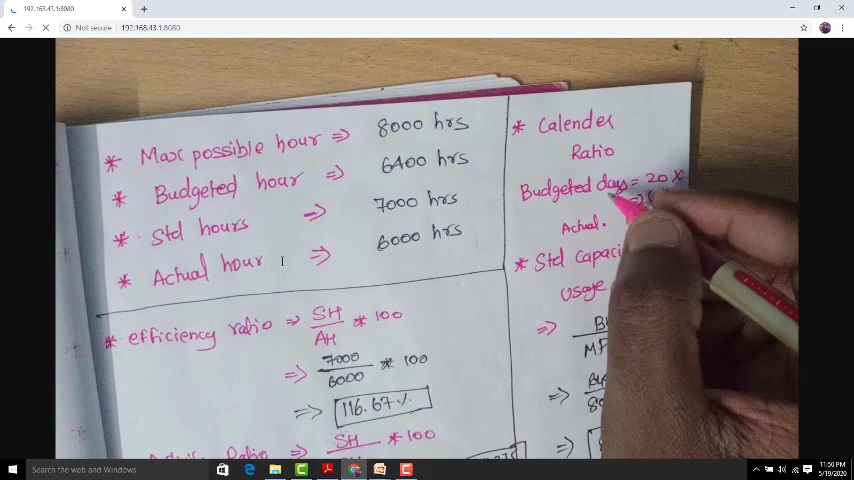 192.168.43.1:8080
Not secure | 192.168.43.1:8080
* Max possible hour => 8000 hrs
* Budgeted hour => 6400 hrs
* Std hours => 7000 hrs
* Actual hour => 6000 hrs
* efficiency ratio => SH/AH * 100
=> 7000/6000 * 100
=> 116.67%
Ratio => SH * 100
* Calender
Ratio
Budgeted days = 20 X
Actual.
* Std Capaci
Usage
=>
=>
=>
Search the web and Windows
11:50 PM
5/19/2020